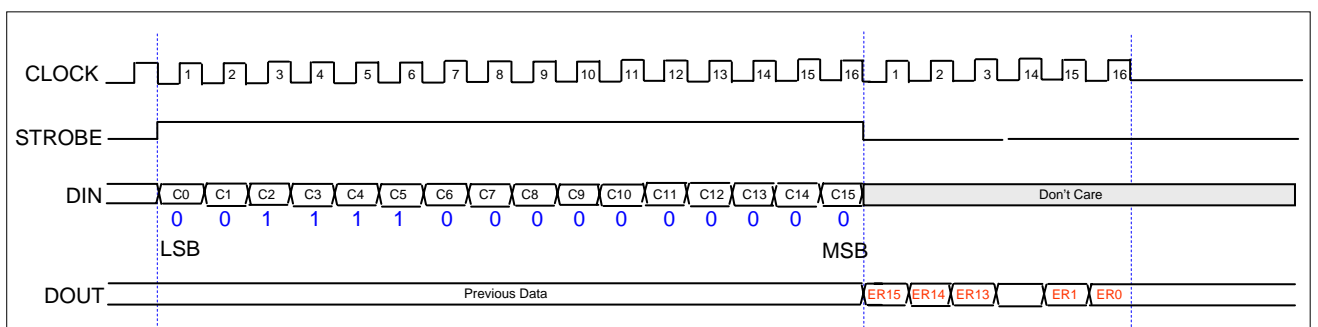 CLOCK 1 2 3 4 5 6 7 8 9 10 11 12 13 14 15 16 1 2 3 14 15 16
STROBE
DIN C0 C1 C2 C3 C4 C5 C6 C7 C8 C9 C10 C11 C12 C13 C14 C15 Don't Care
0 0 1 1 1 1 0 0 0 0 0 0 0 0 0 0
LSB MSB
DOUT Previous Data ER15 ER14 ER13 ER1 ER0